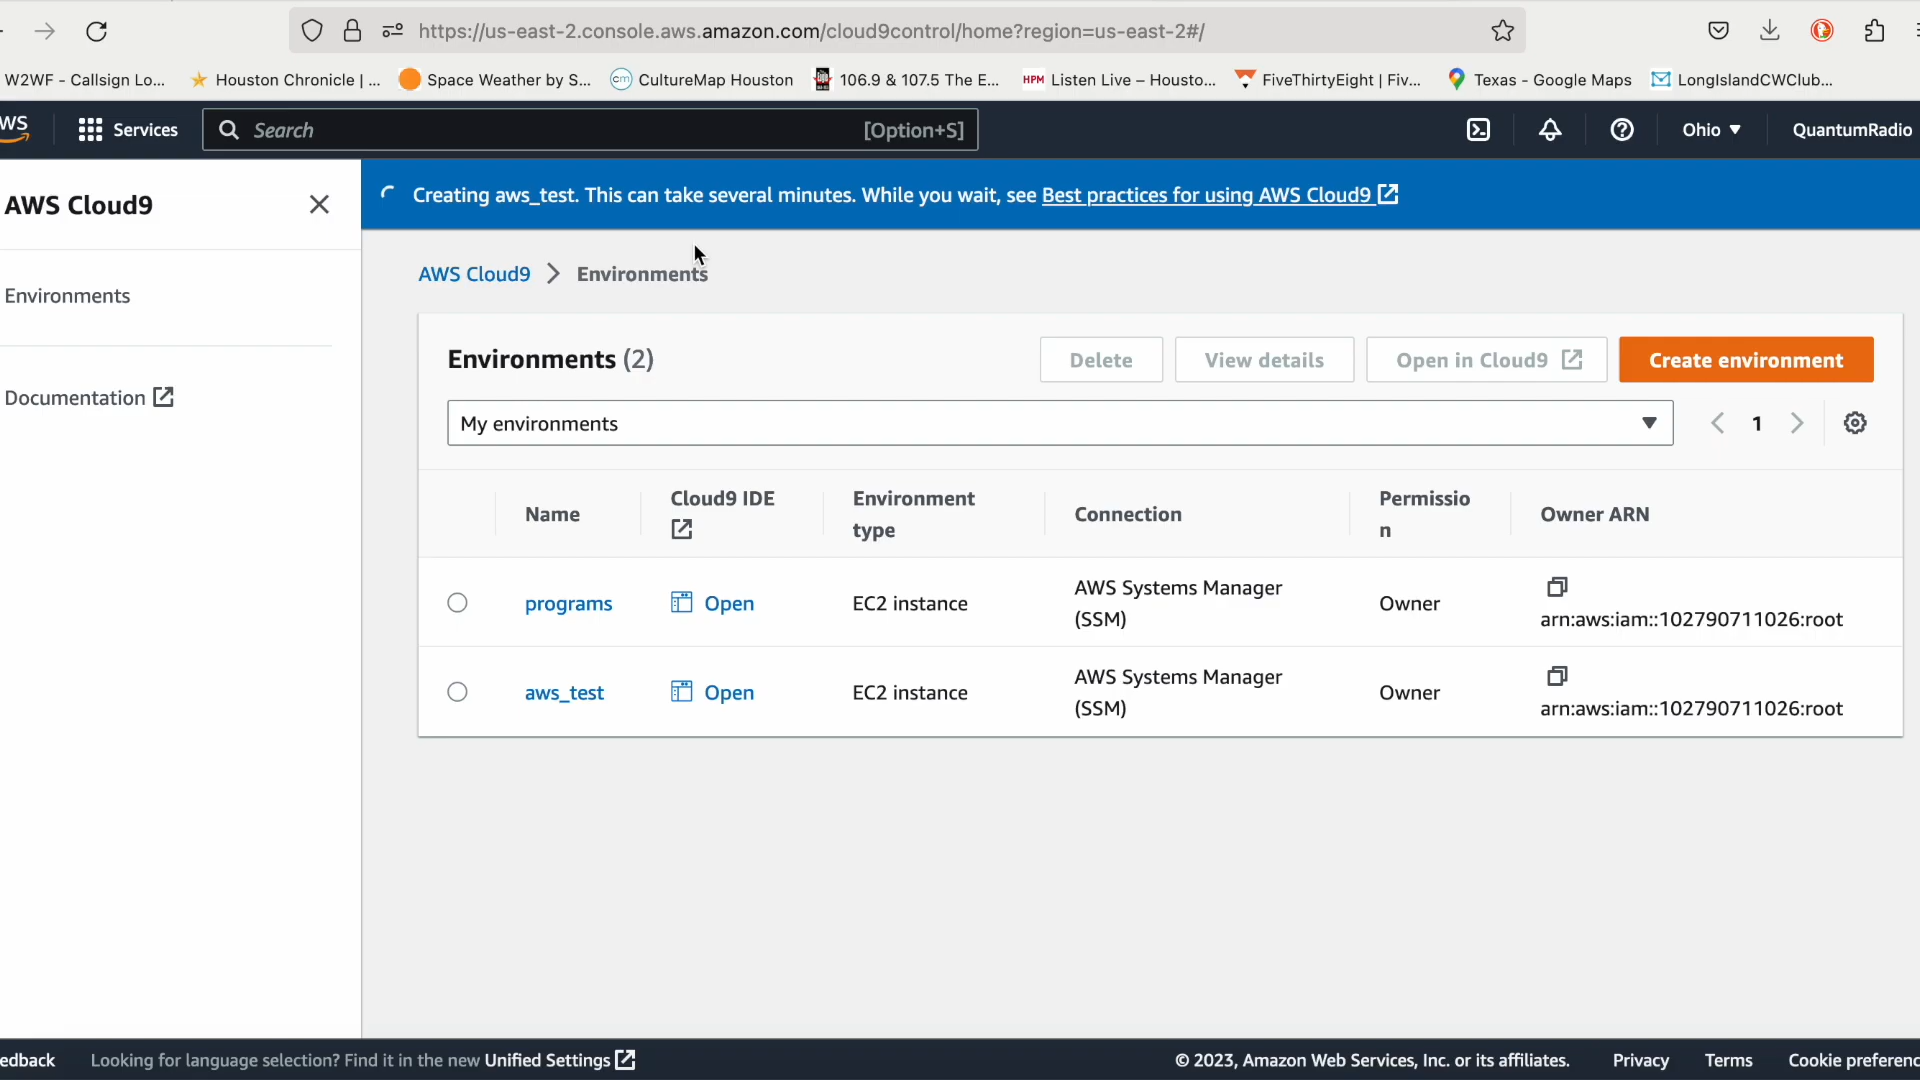 https://us-east-2.console.aws.amazon.com/cloud9control/home?region=us-east-2#/
W2WF - Callsign Lo... Houston Chronicle | ... Space Weather by S... cm CultureMap Houston 106.9 & 107.5 The E... HPM Listen Live – Housto... FiveThirtyEight | Fiv... Texas - Google Maps LongIslandCWClub...
WS Services Search [Option+S] Ohio QuantumRadio
AWS Cloud9
Environments
Documentation
Creating aws_test. This can take several minutes. While you wait, see Best practices for using AWS Cloud9
AWS Cloud9 > Environments
Environments (2) Delete View details Open in Cloud9 Create environment
My environments 1
Name Cloud9 IDE Environment type Connection Permissio n Owner ARN
programs Open EC2 instance AWS Systems Manager (SSM) Owner arn:aws:iam::102790711026:root
aws_test Open EC2 instance AWS Systems Manager (SSM) Owner arn:aws:iam::102790711026:root
edback Looking for language selection? Find it in the new Unified Settings © 2023, Amazon Web Services, Inc. or its affiliates. Privacy Terms Cookie preferenc